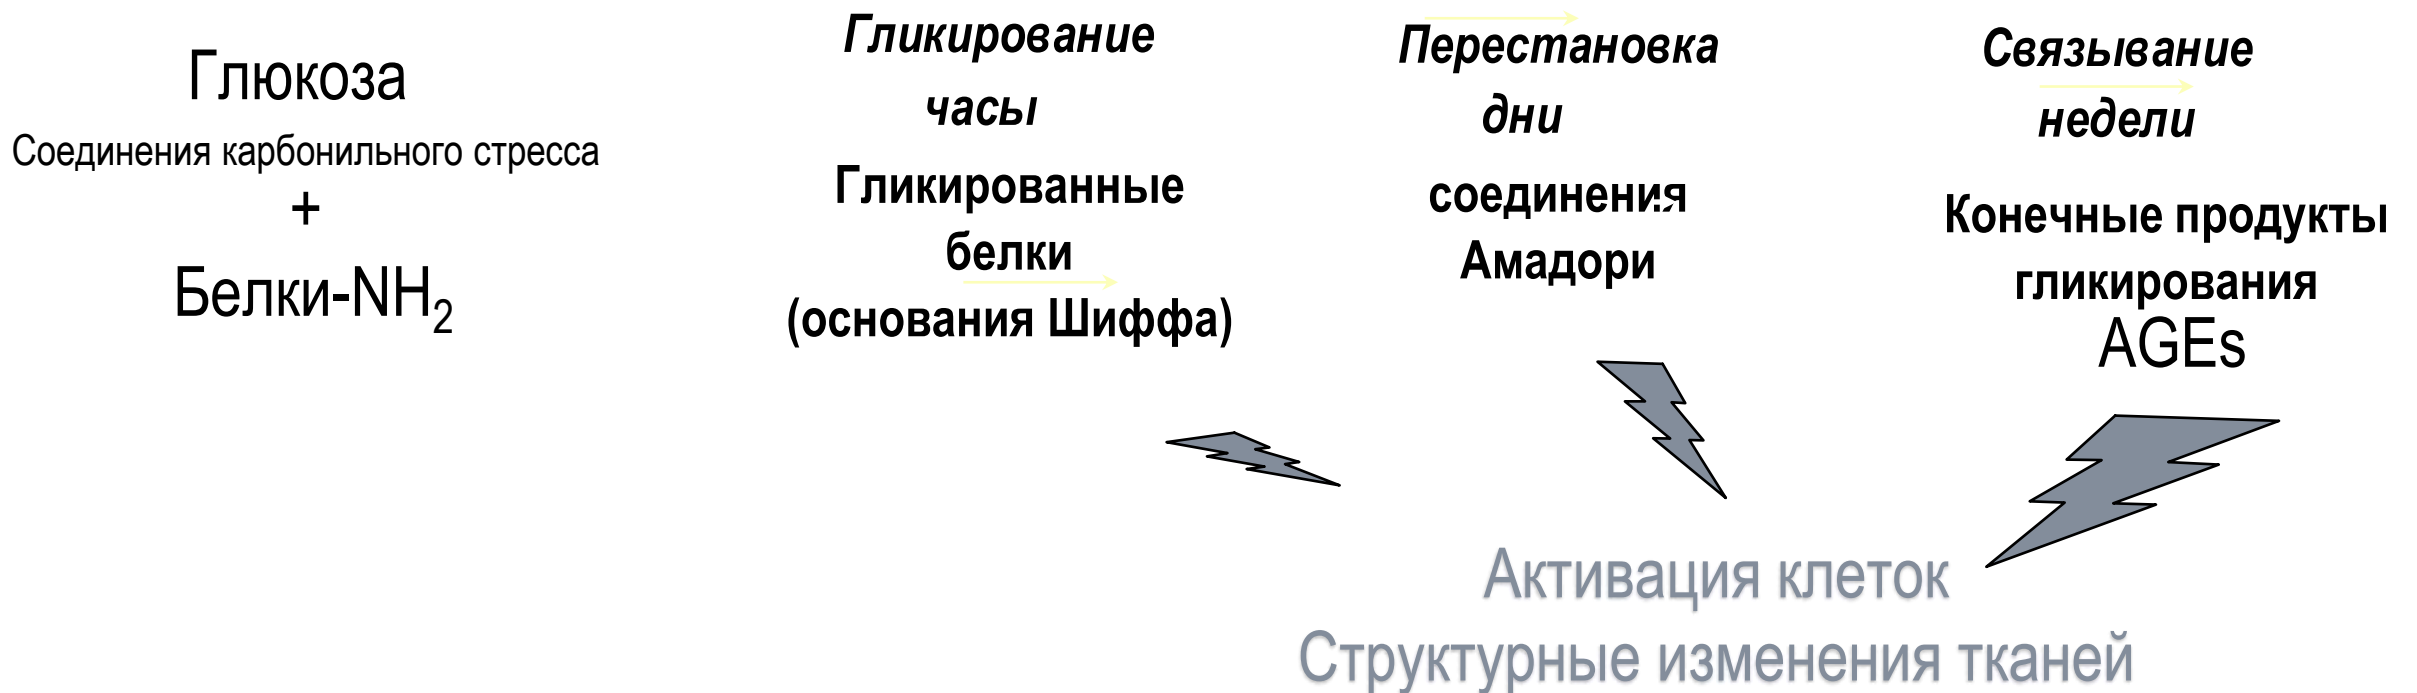 Глюкоза
Соединения карбонильного стресса
+
Белки-NH₂
Гликирование
часы
Гликированные
белки
(основания Шиффа)
Перестановка
дни
соединения
Амадори
Связывание
недели
Конечные продукты
гликирования
AGEs
Активация клеток
Структурные изменения тканей